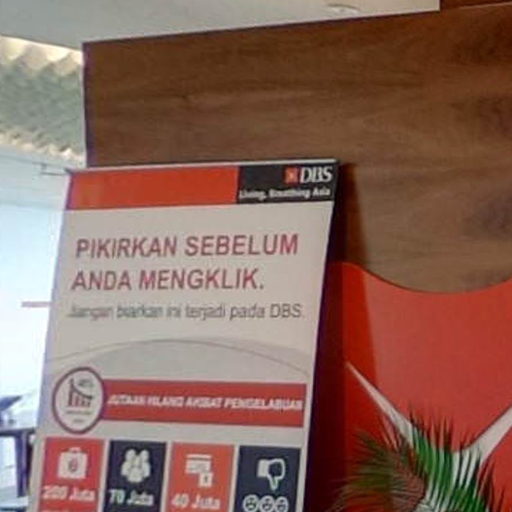 DBS
Living, Breathing Asia
PIKIRKAN SEBELUM
ANDA MENGKLIK.
Jangan biarkan ini terjadi pada DBS.
JUTAAN HILANG AKIBAT PENGELABUAN
200 Juta
70 Juta
40 Juta